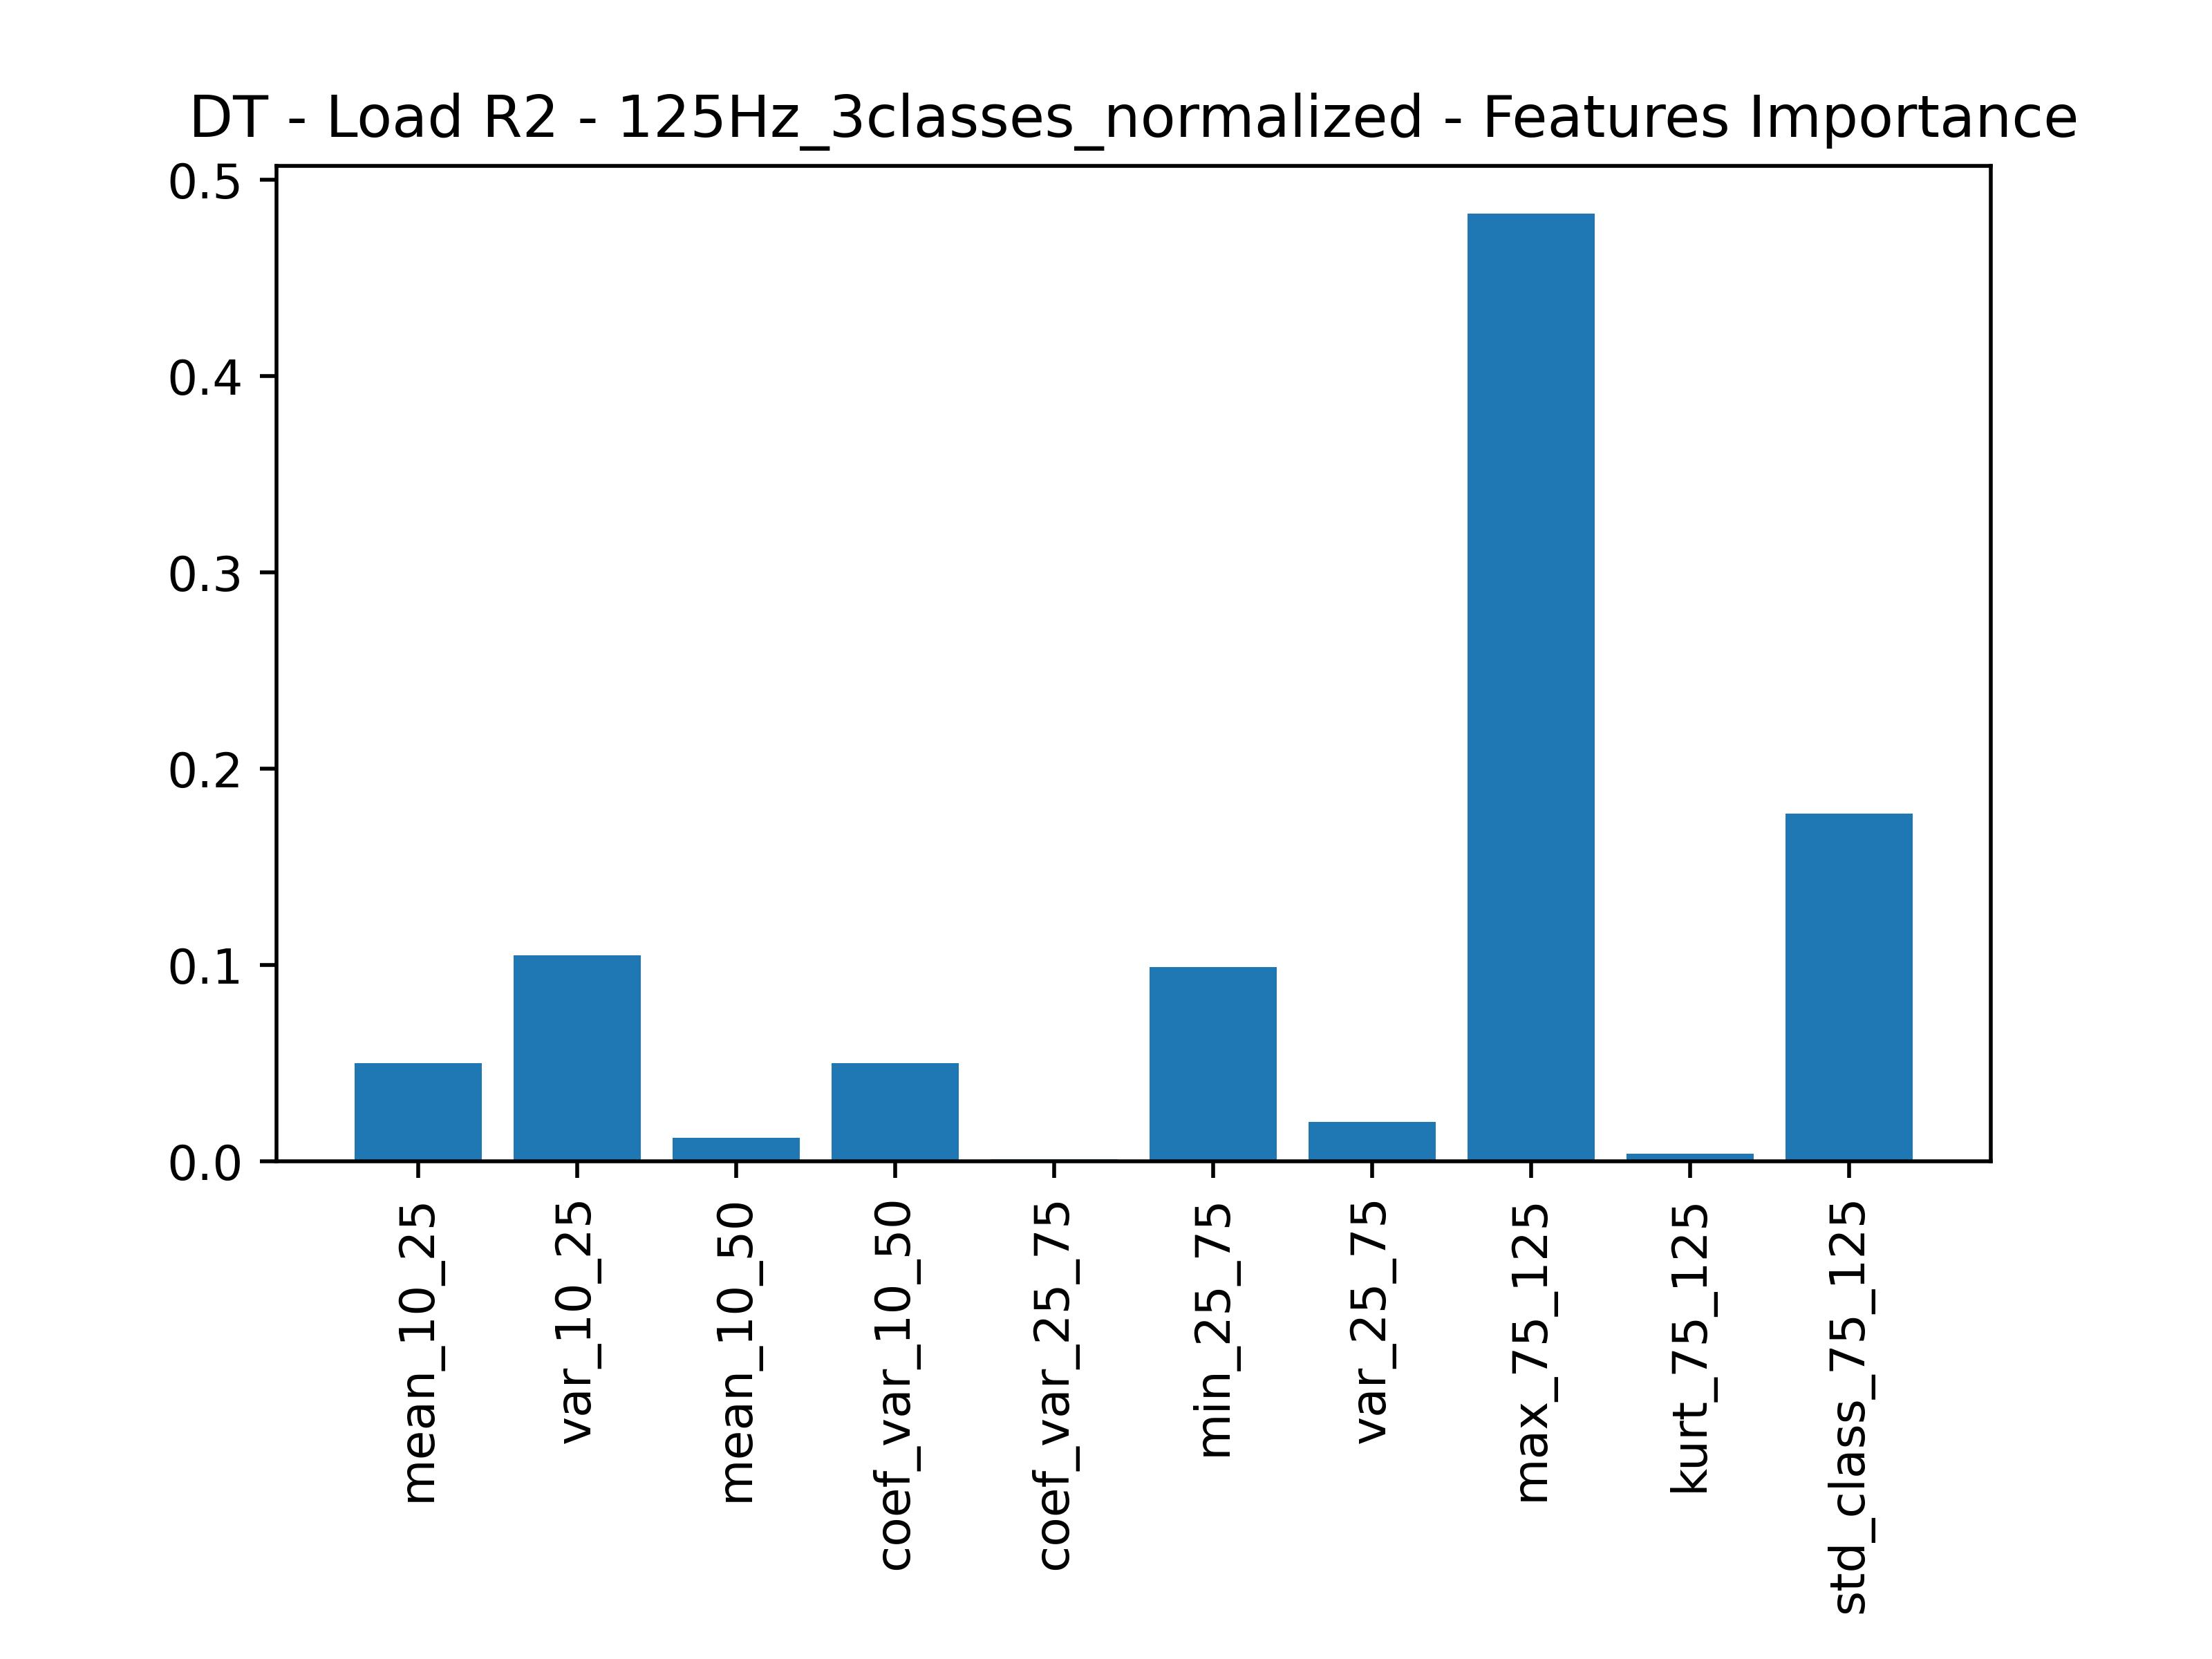 DT - Load R2 - 125Hz_3classes_normalized - Features Importance
0.5
0.4
0.3
0.2
0.1
0.0
mean_10_25
var_10_25
mean_10_50
coef_var_10_50
coef_var_25_75
min_25_75
var_25_75
max_75_125
kurt_75_125
std_class_75_125